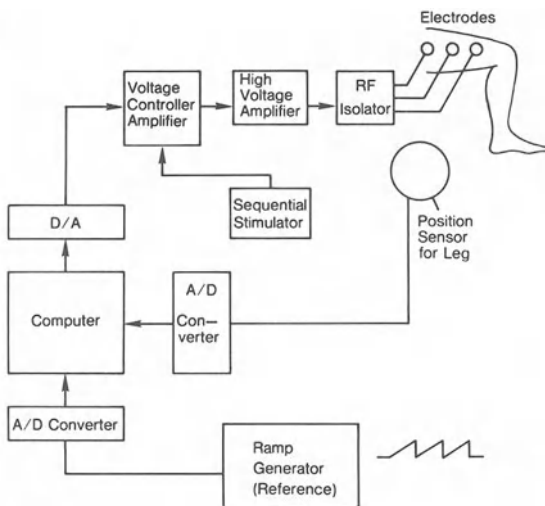 Electrodes
Voltage
Controller
Amplifier
High
Voltage
Amplifier
RF
Isolator
Sequential
Stimulator
Position
Sensor
for Leg
D/A
Computer
A/D
Con–
verter
A/D Converter
Ramp
Generator
(Reference)